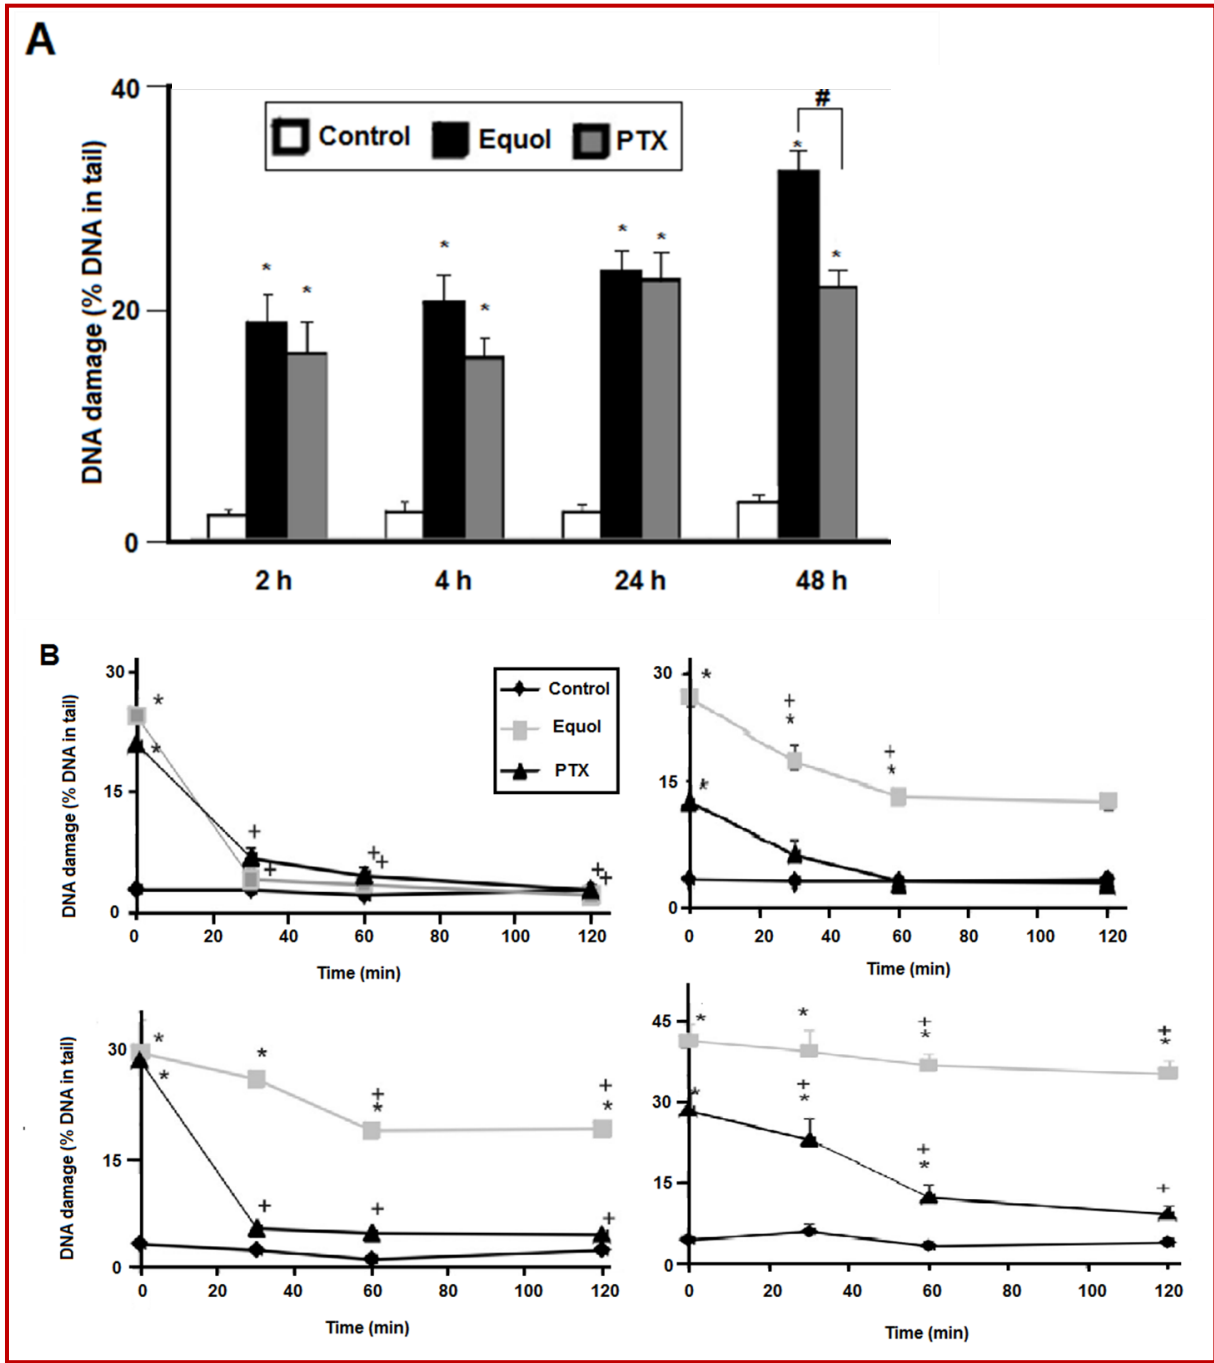 A
40
#
Control Equol PTX
DNA damage (% DNA in tail)
*
* * * * * * *
20
0
2 h 4 h 24 h 48 h
B
DNA damage (% DNA in tail)
30
15
0
* *
+ + + + + +
0 20 40 60 80 100 120
Time (min)
Control
Equol
PTX
30
15
0
* + * + *
*
0 20 40 60 80 100 120
Time (min)
DNA damage (% DNA in tail)
30
15
0
* * + * + *
* + + +
0 20 40 60 80 100 120
Time (min)
45
30
15
0
* * + * + *
* + * + * +
0 20 40 60 80 100 120
Time (min)